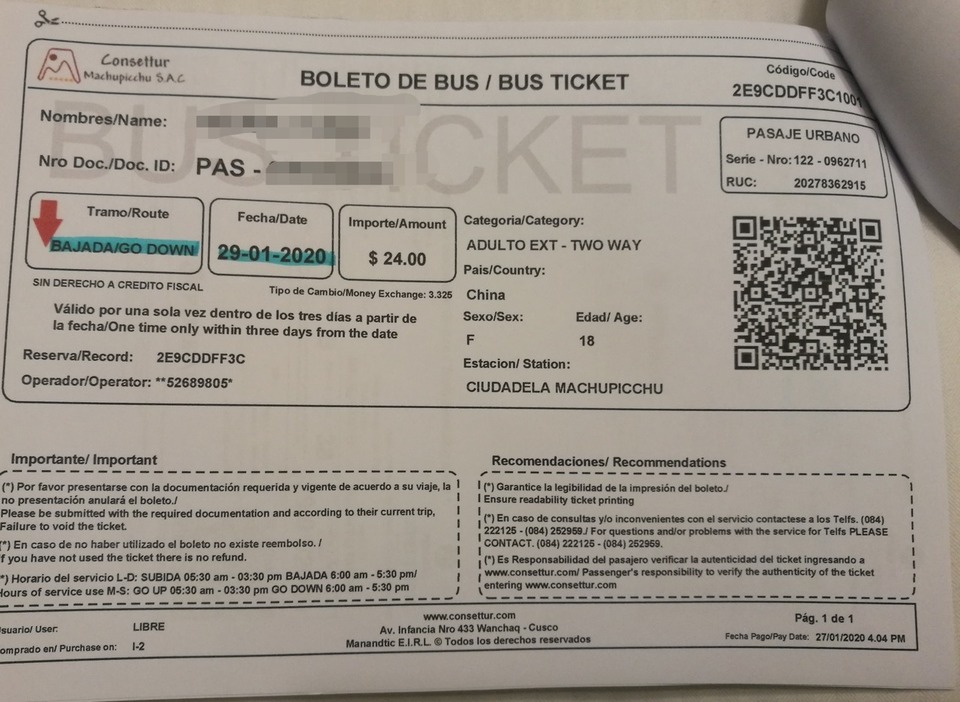 Consettur
Machupicchu S.A.C
BOLETO DE BUS / BUS TICKET
Código/Code
2E9CDDFF3C1001
BUS TICKET
Nombres/Name:
Nro Doc./Doc. ID: PAS -
PASAJE URBANO
Serie - Nro: 122 - 0962711
RUC: 20278362915
Tramo/Route
BAJADA/GO DOWN
Fecha/Date
29-01-2020
Importe/Amount
$ 24.00
Categoria/Category:
ADULTO EXT - TWO WAY
Pais/Country:
China
Sexo/Sex: Edad/ Age:
F 18
Estacion/ Station:
CIUDADELA MACHUPICCHU
SIN DERECHO A CREDITO FISCAL
Tipo de Cambio/Money Exchange: 3.325
Válido por una sola vez dentro de los tres días a partir de
la fecha/One time only within three days from the date
Reserva/Record: 2E9CDDFF3C
Operador/Operator: **52689805*
Importante/ Important
(*) Por favor presentarse con la documentación requerida y vigente de acuerdo a su viaje, la
no presentación anulará el boleto./
Please be submitted with the required documentation and according to their current trip,
Failure to void the ticket.
(*) En caso de no haber utilizado el boleto no existe reembolso. /
if you have not used the ticket there is no refund.
*) Horario del servicio L-D: SUBIDA 05:30 am - 03:30 pm BAJADA 6:00 am - 5:30 pm/
Hours of service use M-S: GO UP 05:30 am - 03:30 pm GO DOWN 6:00 am - 5:30 pm
Recomendaciones/ Recommendations
(*) Garantice la legibilidad de la impresión del boleto./
Ensure readability ticket printing
(*) En caso de consultas y/o inconvenientes con el servicio contactese a los Telfs. (084)
222125 - (084) 252959./ For questions and/or problems with the service for Telfs PLEASE
CONTACT. (084) 222125 - (084) 252959.
(*) Es Responsabilidad del pasajero verificar la autenticidad del ticket ingresando a
www.consettur.com/ Passenger's responsibility to verify the authenticity of the ticket
entering www.consettur.com
suario/ User: LIBRE
omprado en/ Purchase on: I-2
www.consettur.com
Av. Infancia Nro 433 Wanchaq - Cusco
Manandtic E.I.R.L. © Todos los derechos reservados
Pág. 1 de 1
Fecha Pago/Pay Date: 27/01/2020 4.04 PM